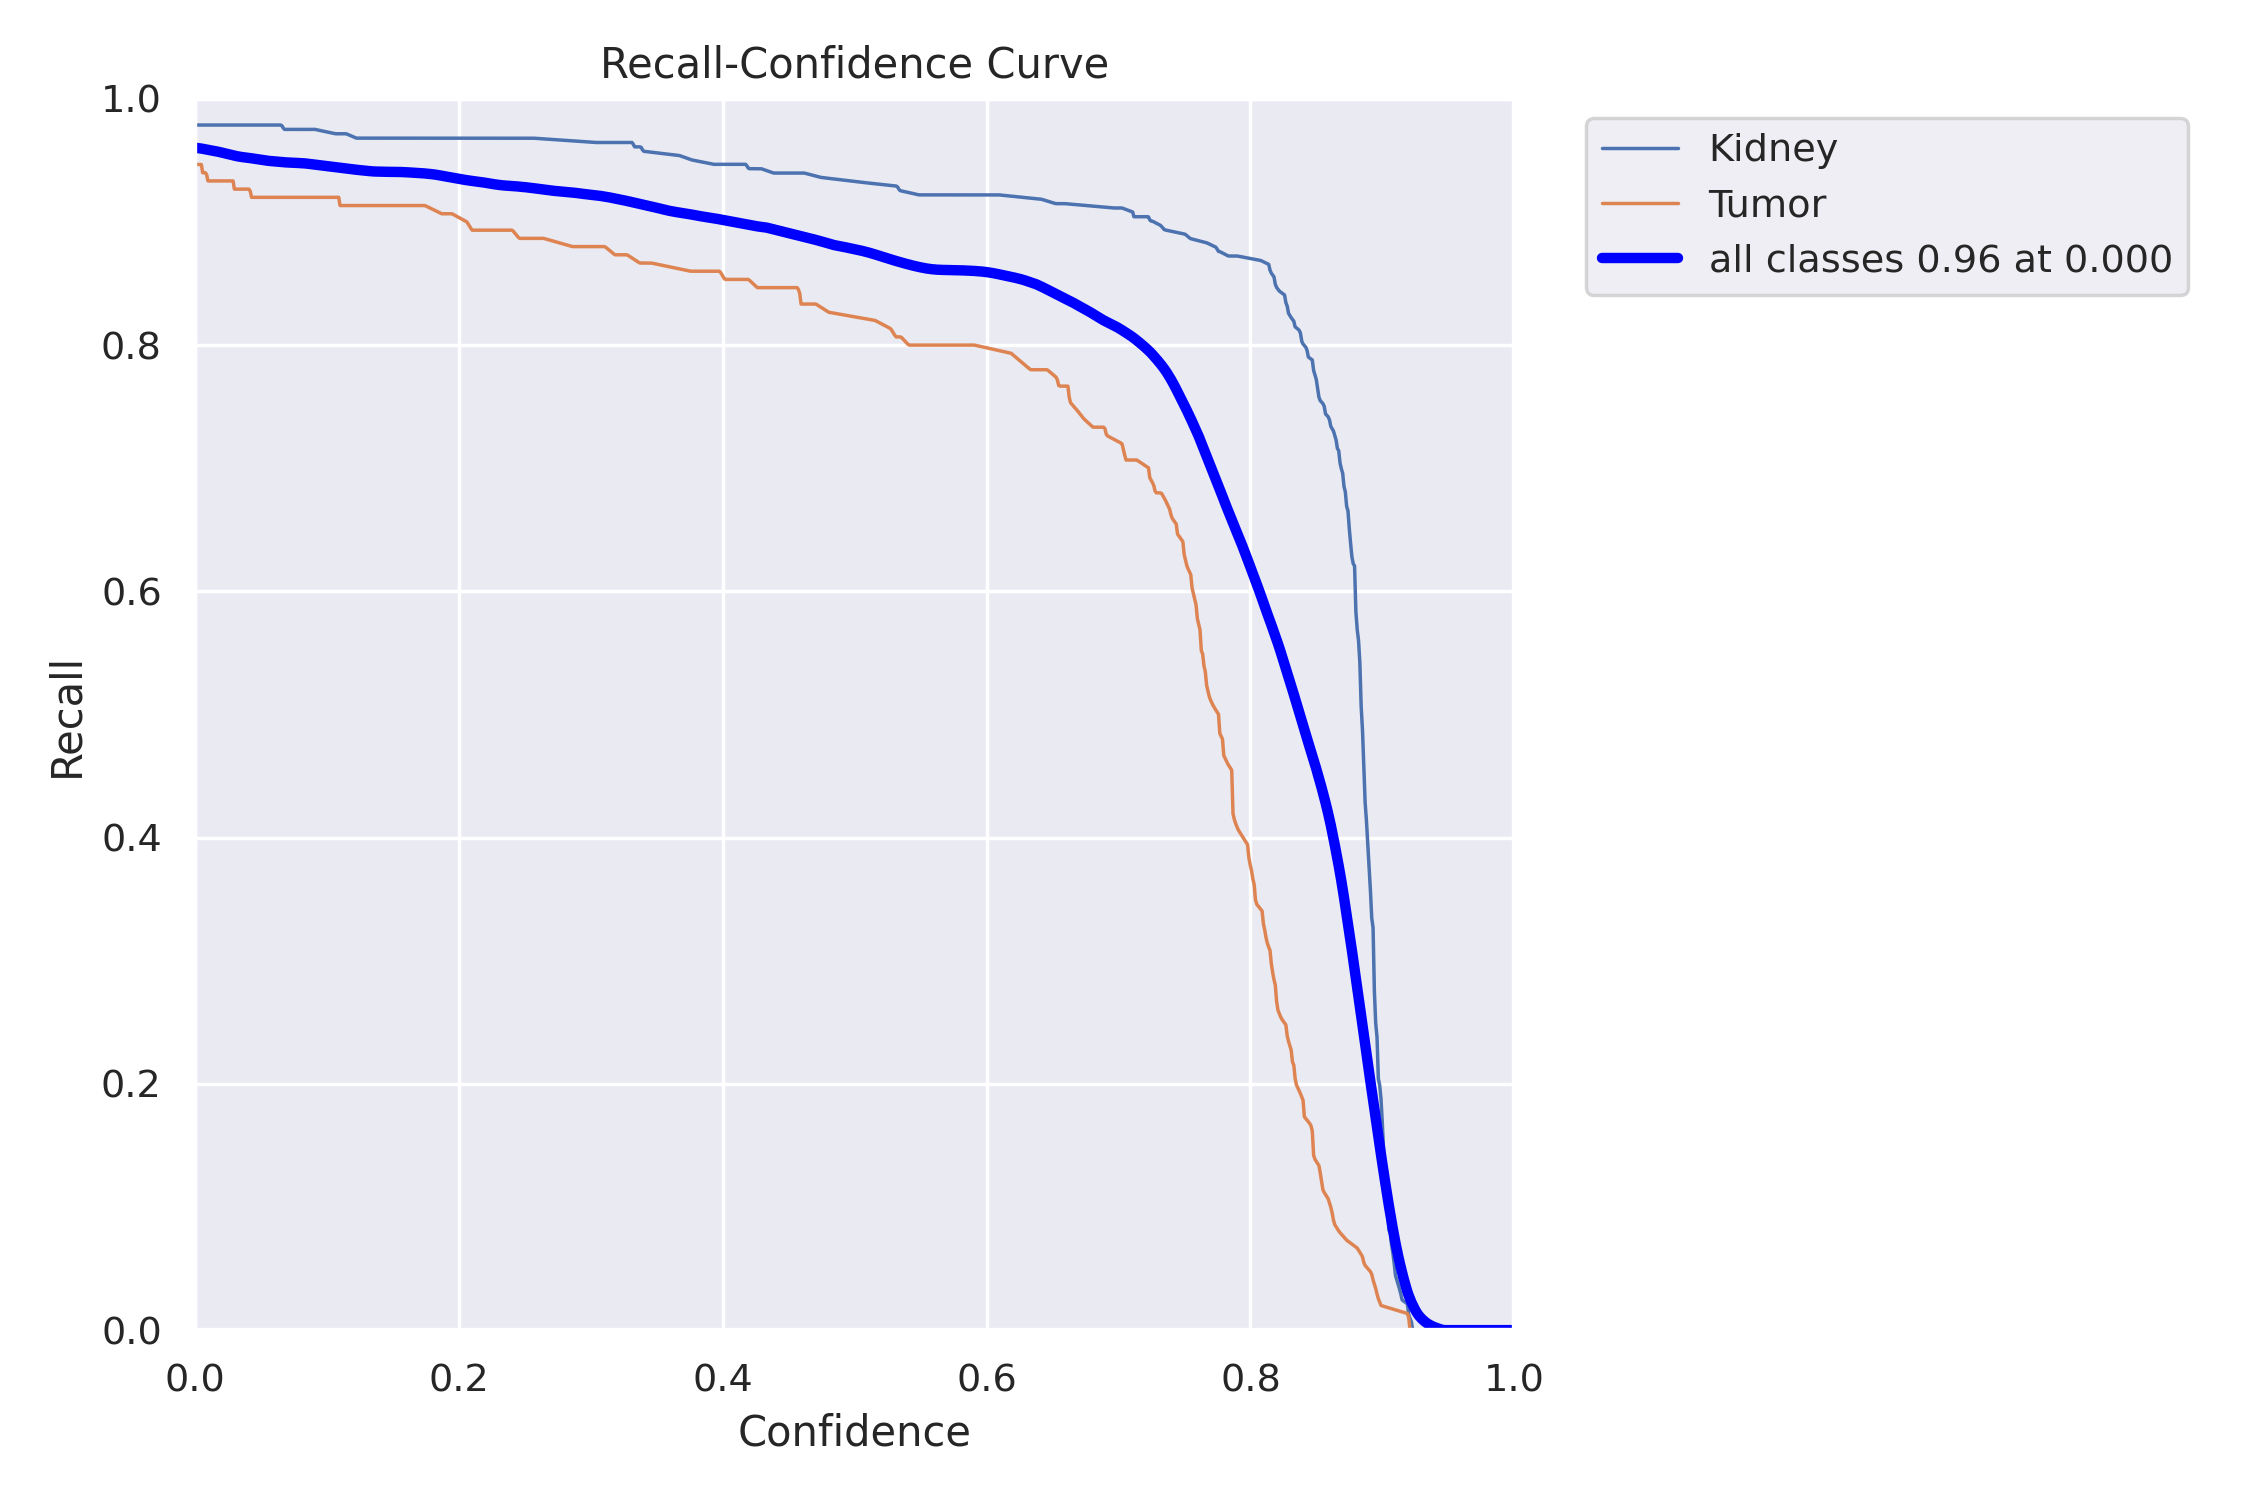 Recall-Confidence Curve
1.0
0.8
0.6
0.4
0.2
0.0
Recall
0.0 0.2 0.4 0.6 0.8 1.0
Confidence
Kidney
Tumor
all classes 0.96 at 0.000